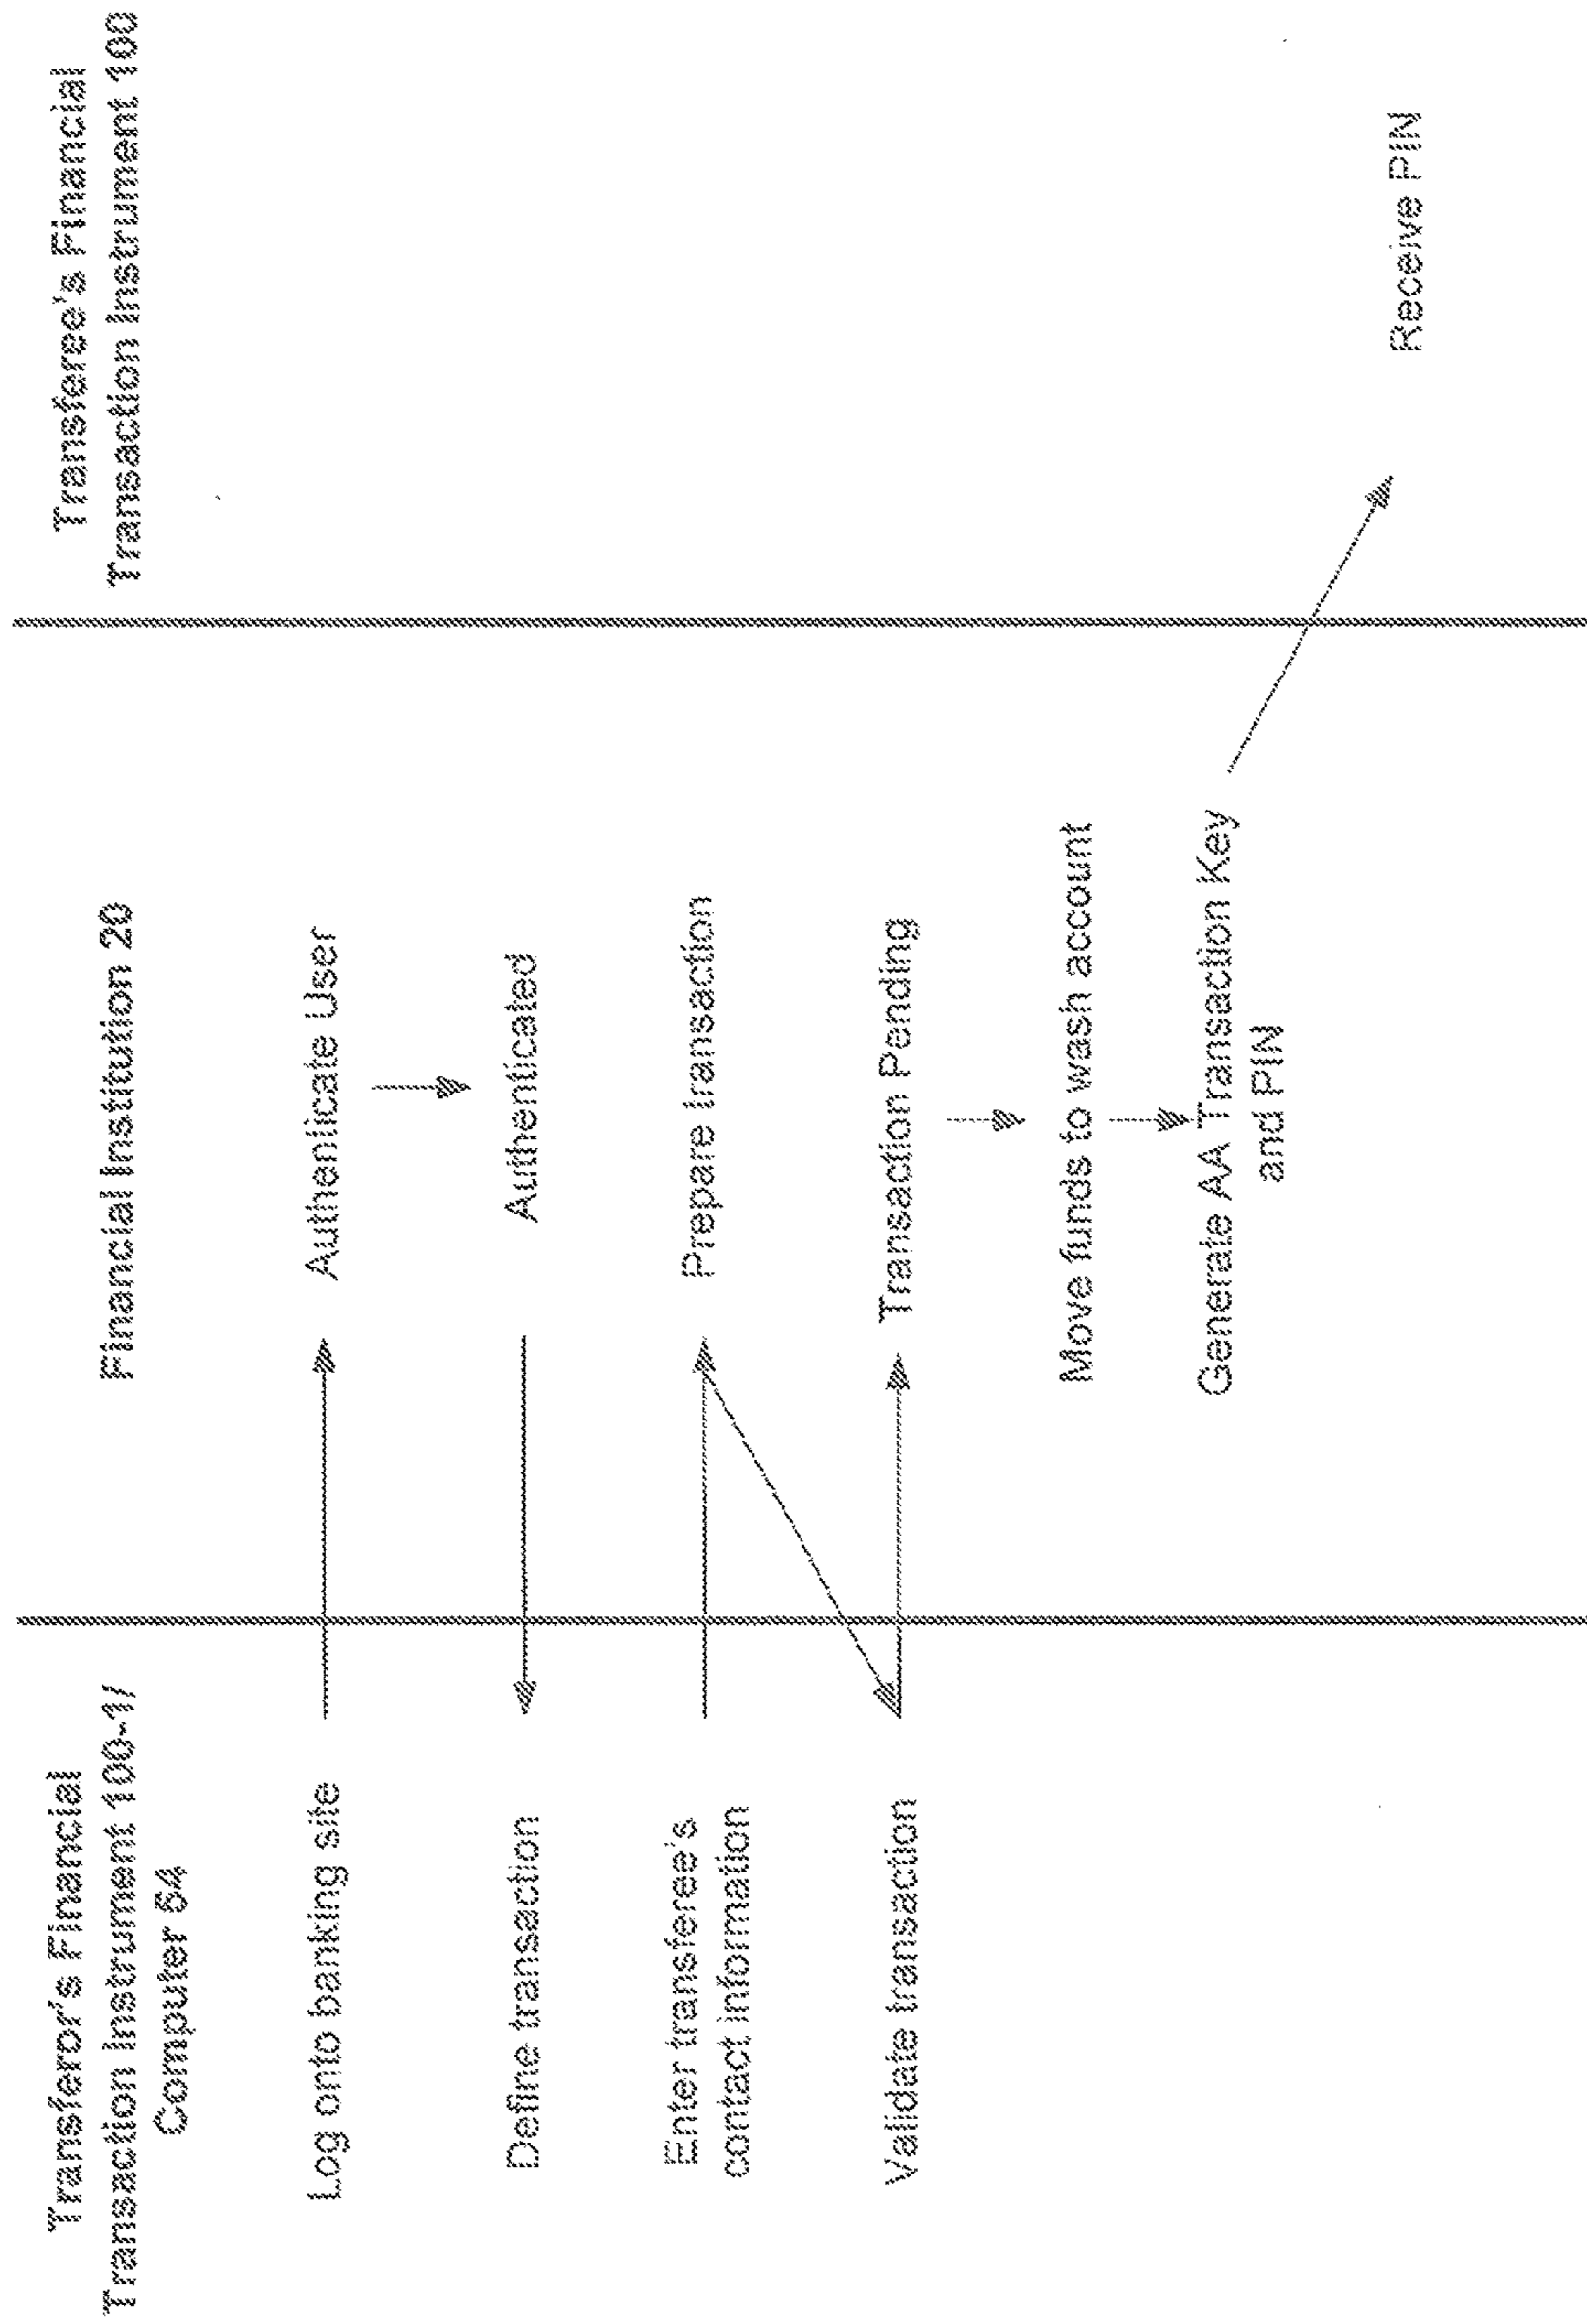 Transferor's Financial
Transaction Instrument 100-1/
Computer 54
Financial Institution 20
Transferee's Financial
Transaction Instrument 100
Log onto banking site
Authenticate User
Define transaction
Authenticated
Enter transferee's
contact information
Prepare transaction
Validate transaction
Transaction Pending
Move funds to wash account
Generate AA Transaction Key
and PIN
Receive PIN